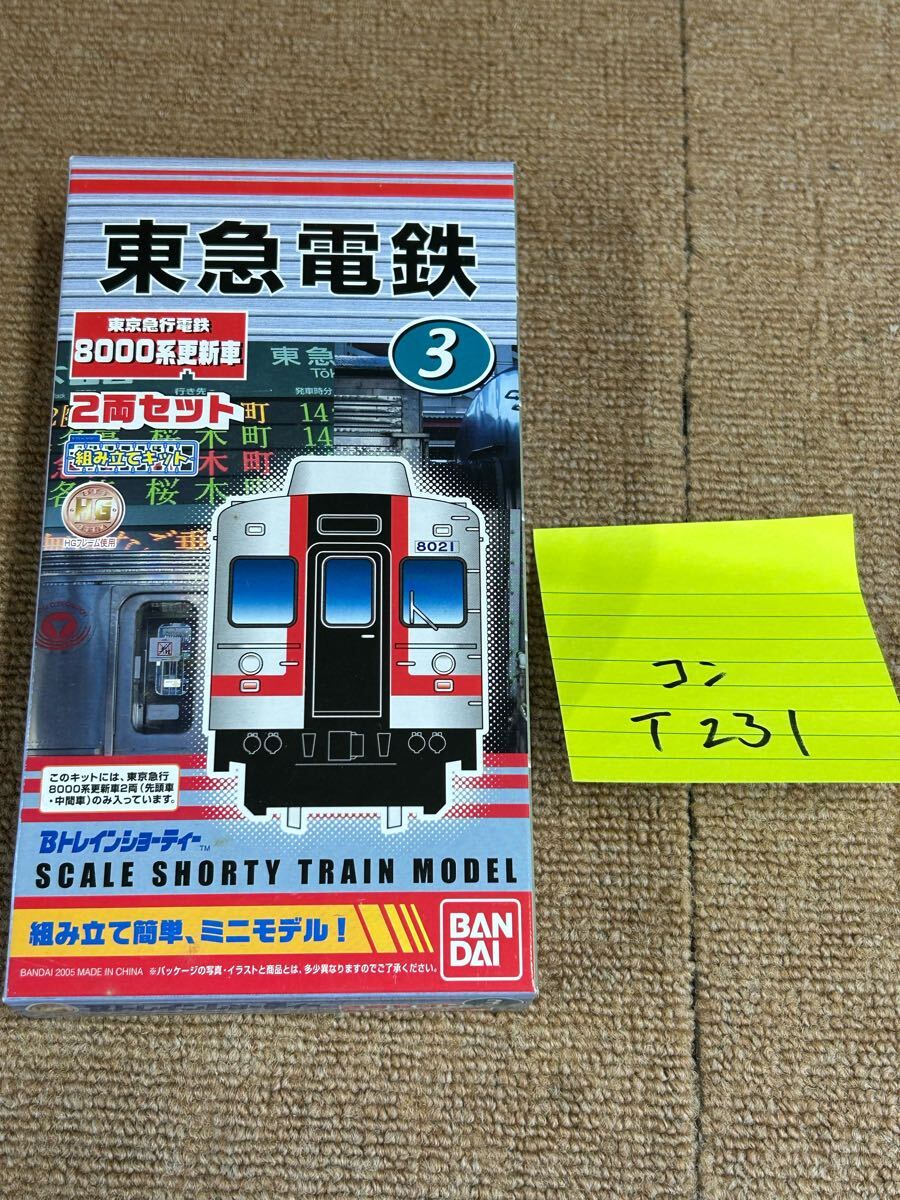 東急電鉄
東京急行電鉄
8000系更新車
3
2両セット
組み立てキット
HG
HGフレーム使用
東急
行き先
発車時分
桜木町 14
町 14
木町
各 桜木町
8021
このキットには、東京急行
8000系更新車2両(先頭車
・中間車)のみ入っています。
Bトレインショーティー™
SCALE SHORTY TRAIN MODEL
組み立て簡単、ミニモデル!
BAN
DAI
BANDAI 2005 MADE IN CHINA ※パッケージの写真・イラストと商品とは、多少異なりますのでご了承ください。
コン
T231